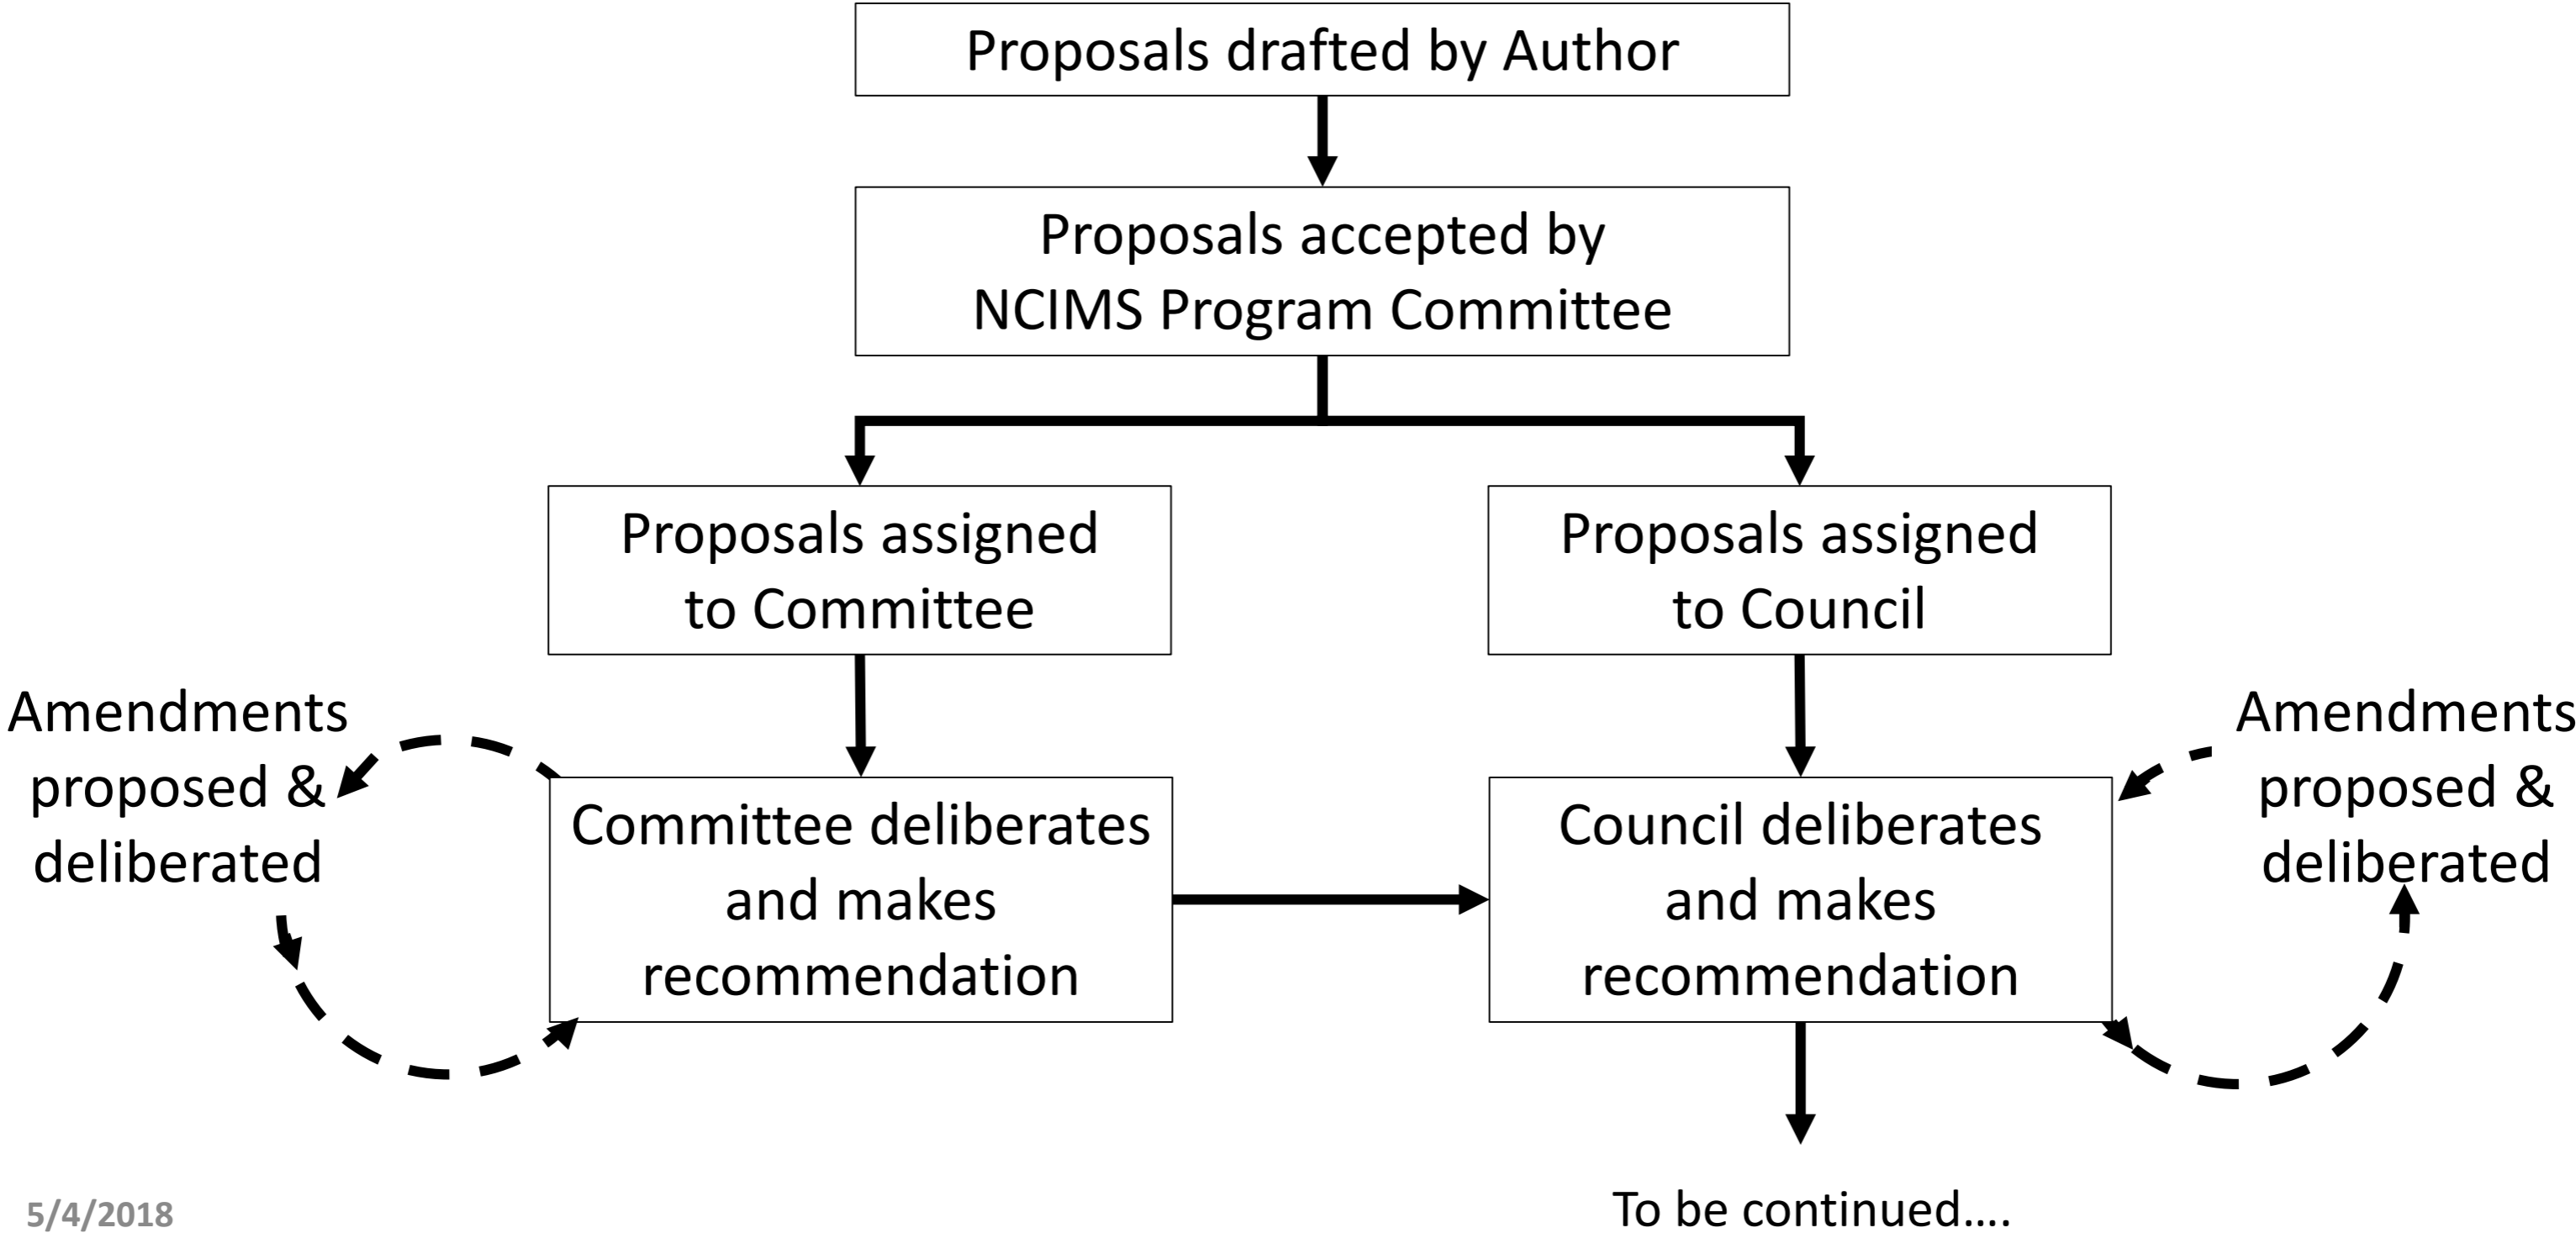 Proposals drafted by Author
Proposals accepted by
NCIMS Program Committee
Proposals assigned
to Committee
Proposals assigned
to Council
Amendments
proposed &
deliberated
Committee deliberates
and makes
recommendation
Council deliberates
and makes
recommendation
Amendments
proposed &
deliberated
To be continued....
5/4/2018